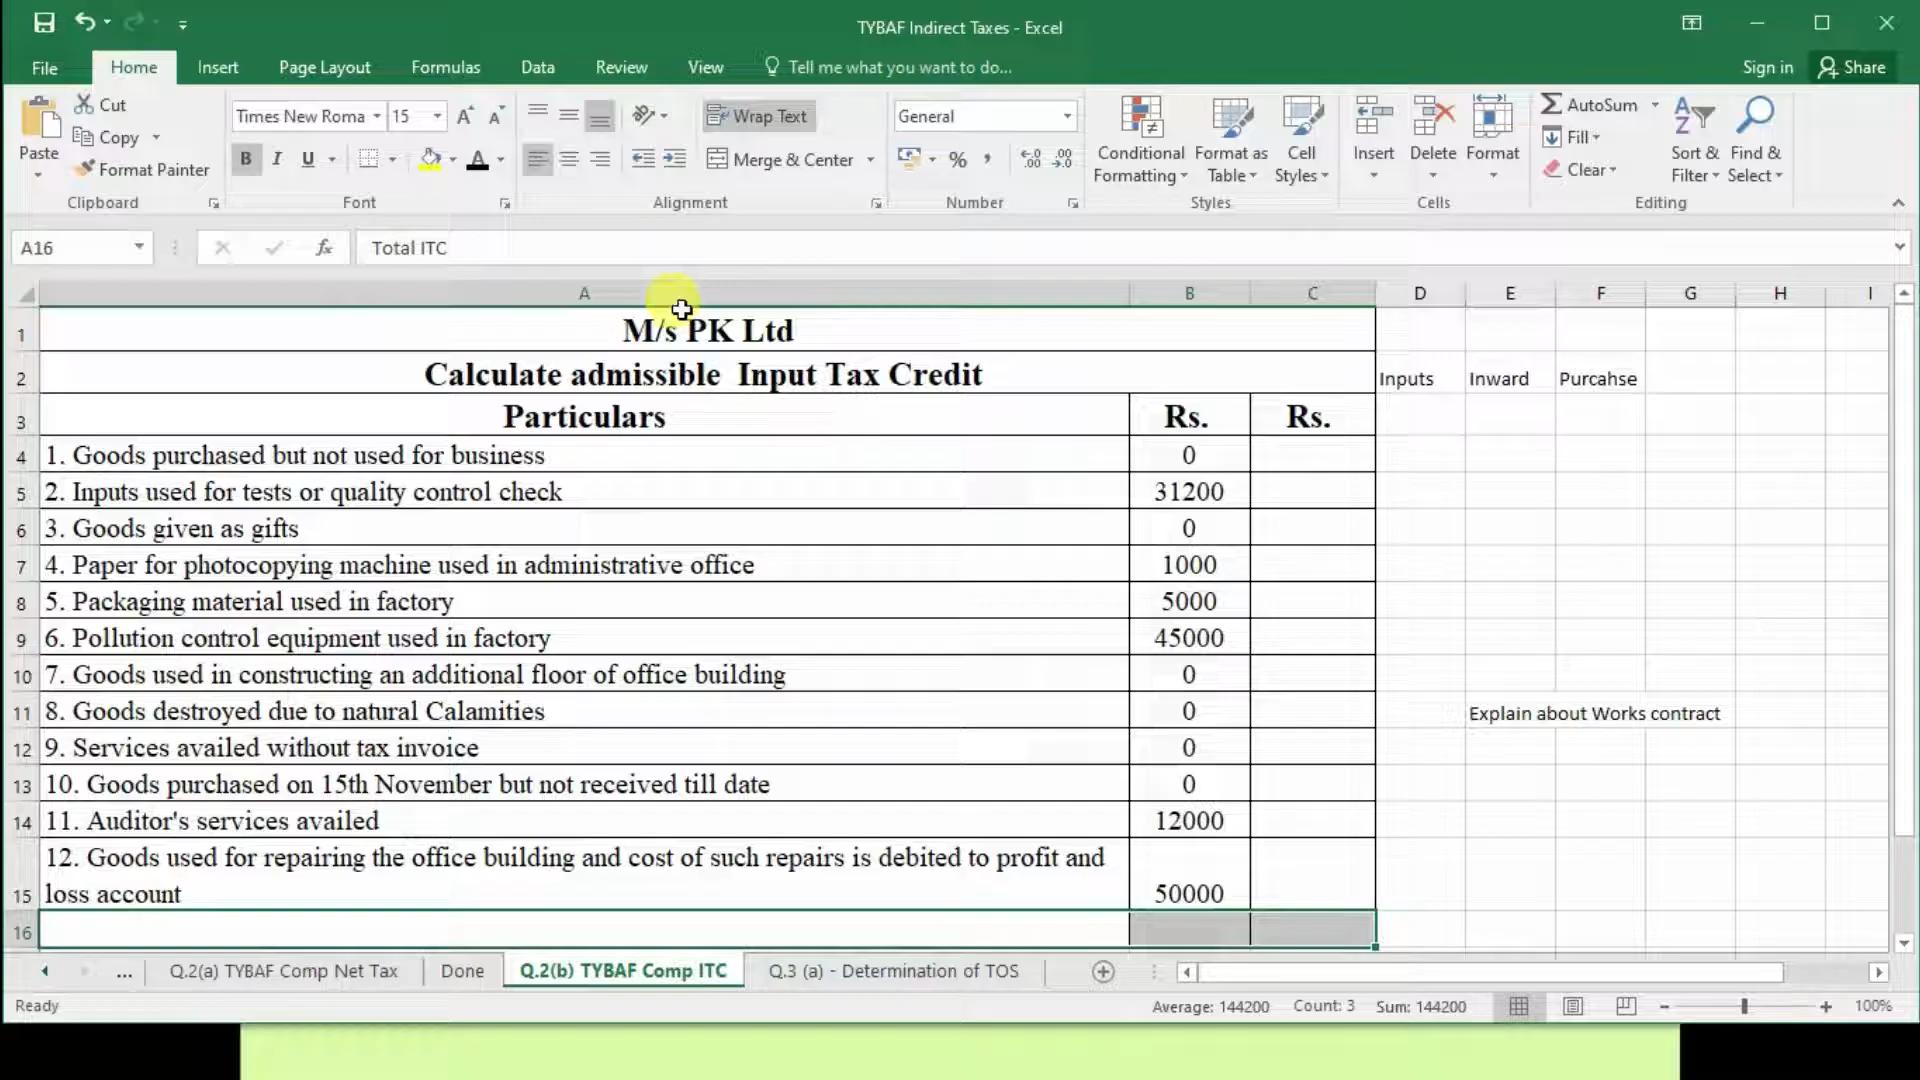 TYBAF Indirect Taxes - Excel
File Home Insert Page Layout Formulas Data Review View Tell me what you want to do... Sign in Share
Paste
Cut
Copy
Format Painter
Clipboard
Times New Roma 15
B I U
Font
Wrap Text
Merge & Center
Alignment
General
%
Number
Conditional Formatting
Format as Table
Cell Styles
Styles
Insert Delete Format
Cells
AutoSum
Fill
Clear
Sort & Filter
Find & Select
Editing
A16 fx Total ITC
A B C D E F G H I
1 M/s PK Ltd
2 Calculate admissible Input Tax Credit Inputs Inward Purcahse
3 Particulars Rs. Rs.
4 1. Goods purchased but not used for business 0
5 2. Inputs used for tests or quality control check 31200
6 3. Goods given as gifts 0
7 4. Paper for photocopying machine used in administrative office 1000
8 5. Packaging material used in factory 5000
9 6. Pollution control equipment used in factory 45000
10 7. Goods used in constructing an additional floor of office building 0
11 8. Goods destroyed due to natural Calamities 0 Explain about Works contract
12 9. Services availed without tax invoice 0
13 10. Goods purchased on 15th November but not received till date 0
14 11. Auditor's services availed 12000
12. Goods used for repairing the office building and cost of such repairs is debited to profit and
15 loss account 50000
16
... Q.2(a) TYBAF Comp Net Tax Done Q.2(b) TYBAF Comp ITC Q.3 (a) - Determination of TOS
Ready Average: 144200 Count: 3 Sum: 144200 100%